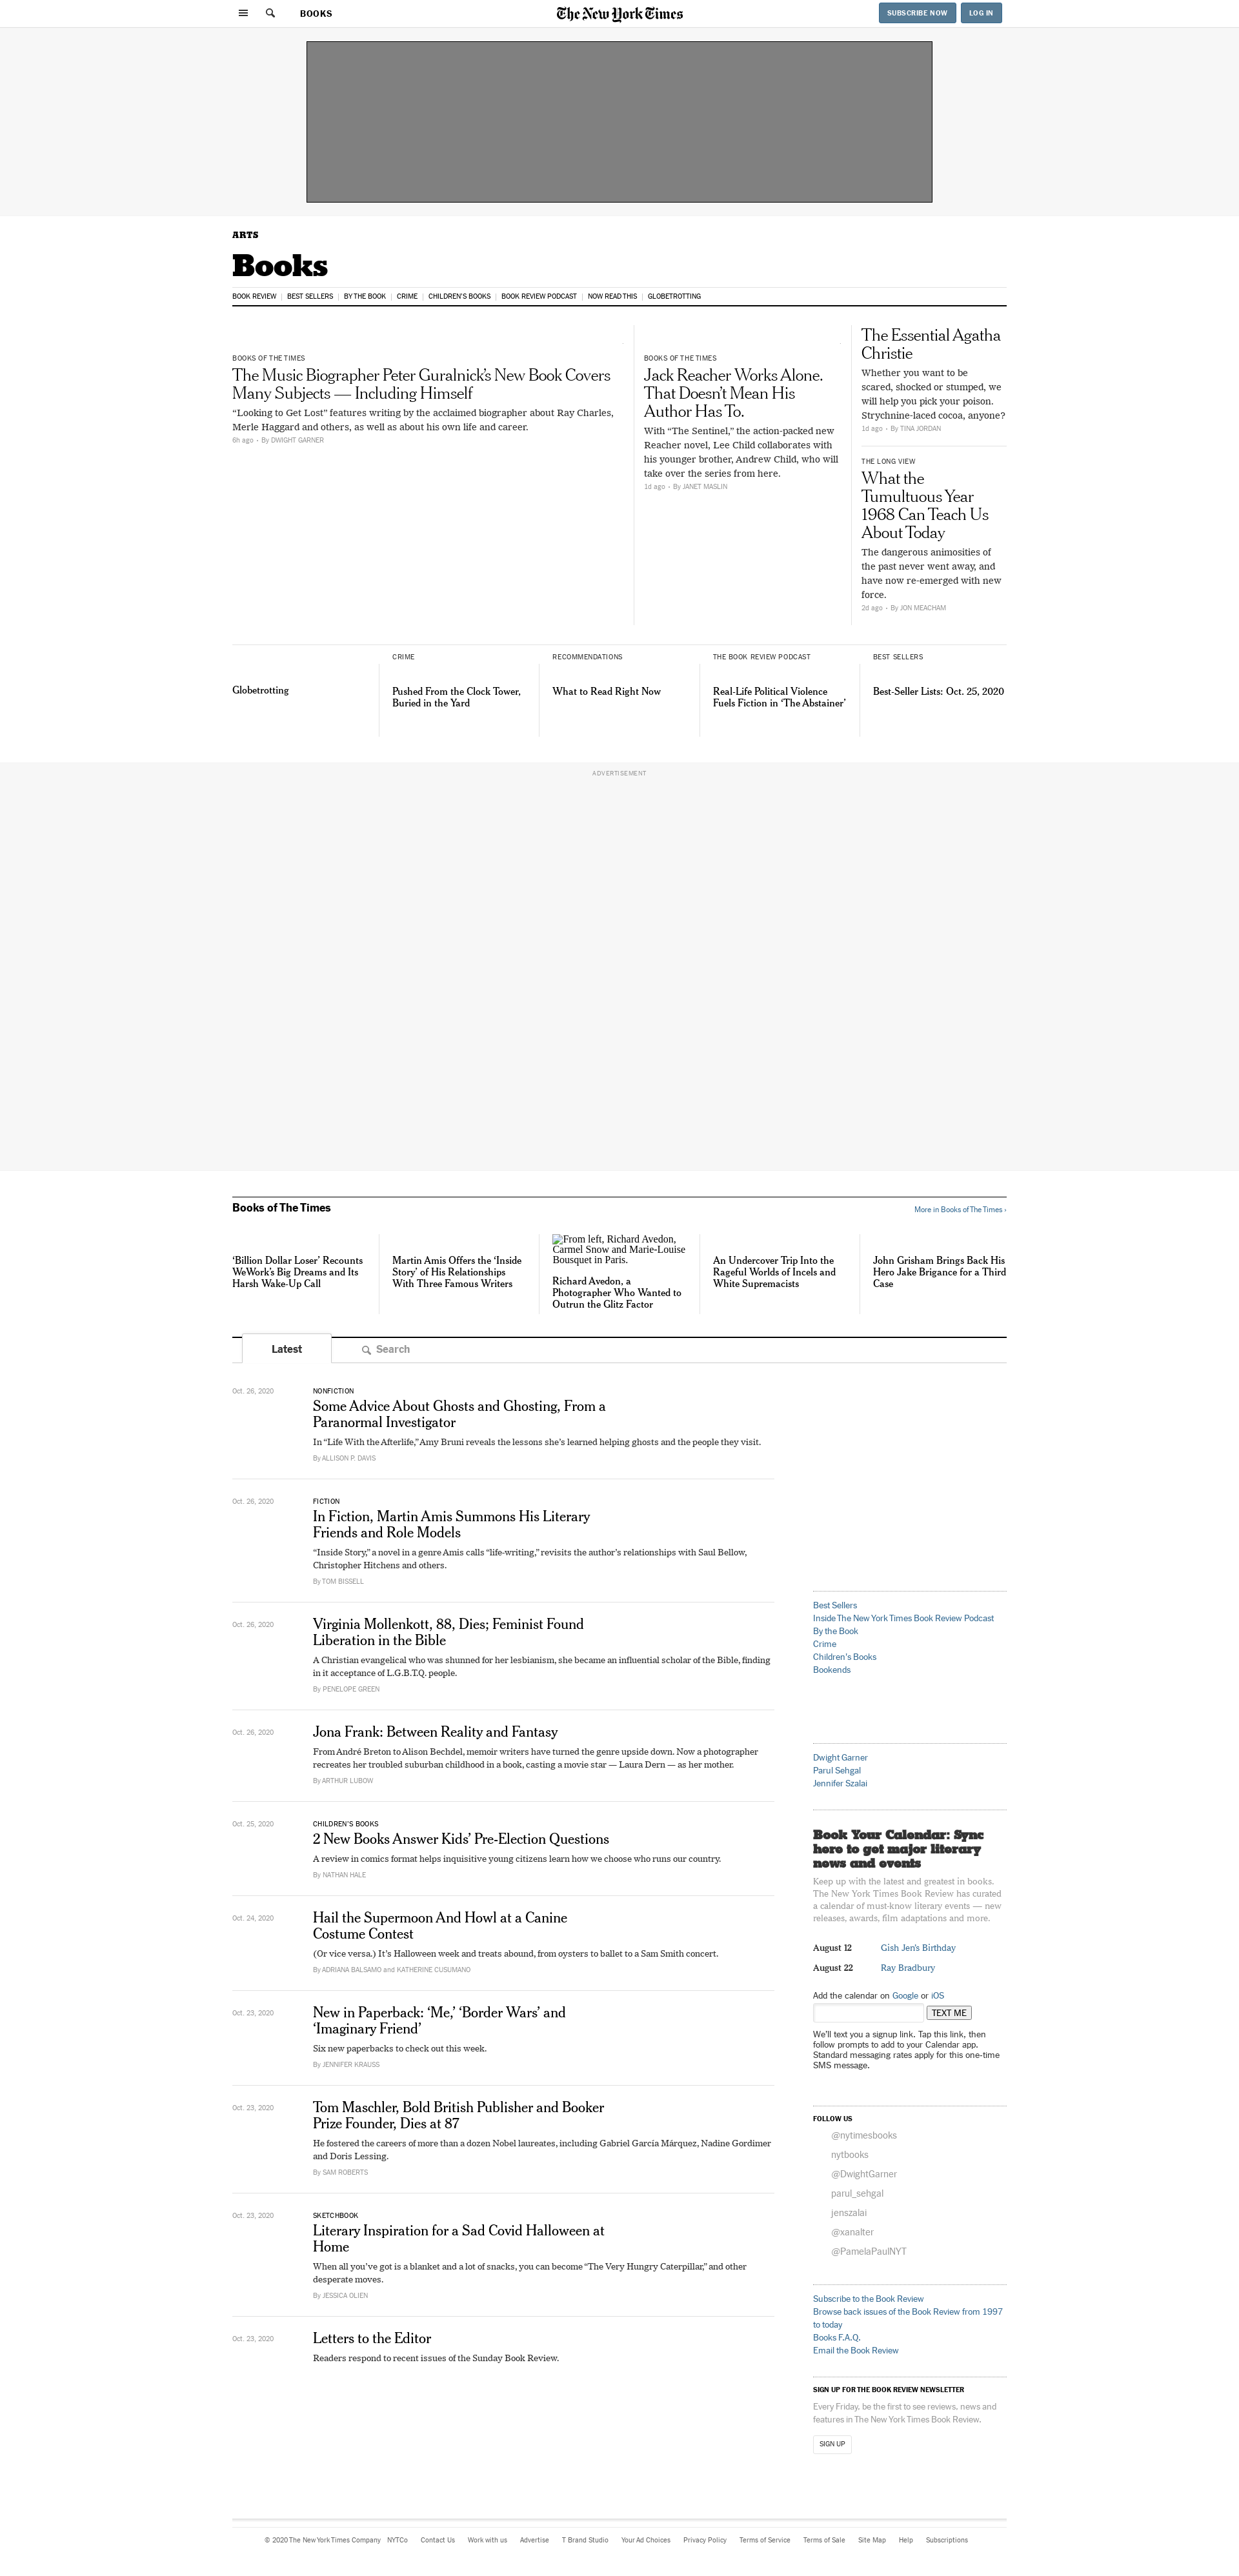 BOOKS
The New York Times
SUBSCRIBE NOW
LOG IN
ARTS
Books
BOOK REVIEW
BEST SELLERS
BY THE BOOK
CRIME
CHILDREN'S BOOKS
BOOK REVIEW PODCAST
NOW READ THIS
GLOBETROTTING
BOOKS OF THE TIMES
The Music Biographer Peter Guralnick’s New Book Covers
Many Subjects — Including Himself
“Looking to Get Lost” features writing by the acclaimed biographer about Ray Charles,
Merle Haggard and others, as well as about his own life and career.
6h ago • By DWIGHT GARNER
BOOKS OF THE TIMES
Jack Reacher Works Alone.
That Doesn’t Mean His
Author Has To.
With “The Sentinel,” the action-packed new
Reacher novel, Lee Child collaborates with
his younger brother, Andrew Child, who will
take over the series from here.
1d ago • By JANET MASLIN
The Essential Agatha
Christie
Whether you want to be
scared, shocked or stumped, we
will help you pick your poison.
Strychnine-laced cocoa, anyone?
1d ago • By TINA JORDAN
THE LONG VIEW
What the
Tumultuous Year
1968 Can Teach Us
About Today
The dangerous animosities of
the past never went away, and
have now re-emerged with new
force.
2d ago • By JON MEACHAM
Globetrotting
CRIME
Pushed From the Clock Tower,
Buried in the Yard
RECOMMENDATIONS
What to Read Right Now
THE BOOK REVIEW PODCAST
Real-Life Political Violence
Fuels Fiction in ‘The Abstainer’
BEST SELLERS
Best-Seller Lists: Oct. 25, 2020
ADVERTISEMENT
Books of The Times
More in Books of The Times ›
‘Billion Dollar Loser’ Recounts
WeWork’s Big Dreams and Its
Harsh Wake-Up Call
Martin Amis Offers the ‘Inside
Story’ of His Relationships
With Three Famous Writers
From left, Richard Avedon,
Carmel Snow and Marie-Louise
Bousquet in Paris.
Richard Avedon, a
Photographer Who Wanted to
Outrun the Glitz Factor
An Undercover Trip Into the
Rageful Worlds of Incels and
White Supremacists
John Grisham Brings Back His
Hero Jake Brigance for a Third
Case
Latest
Search
Oct. 26, 2020
NONFICTION
Some Advice About Ghosts and Ghosting, From a
Paranormal Investigator
In “Life With the Afterlife,” Amy Bruni reveals the lessons she’s learned helping ghosts and the people they visit.
By ALLISON P. DAVIS
Oct. 26, 2020
FICTION
In Fiction, Martin Amis Summons His Literary
Friends and Role Models
“Inside Story,” a novel in a genre Amis calls “life-writing,” revisits the author’s relationships with Saul Bellow,
Christopher Hitchens and others.
By TOM BISSELL
Oct. 26, 2020
Virginia Mollenkott, 88, Dies; Feminist Found
Liberation in the Bible
A Christian evangelical who was shunned for her lesbianism, she became an influential scholar of the Bible, finding
in it acceptance of L.G.B.T.Q. people.
By PENELOPE GREEN
Oct. 26, 2020
Jona Frank: Between Reality and Fantasy
From André Breton to Alison Bechdel, memoir writers have turned the genre upside down. Now a photographer
recreates her troubled suburban childhood in a book, casting a movie star — Laura Dern — as her mother.
By ARTHUR LUBOW
Oct. 25, 2020
CHILDREN’S BOOKS
2 New Books Answer Kids’ Pre-Election Questions
A review in comics format helps inquisitive young citizens learn how we choose who runs our country.
By NATHAN HALE
Oct. 24, 2020
Hail the Supermoon And Howl at a Canine
Costume Contest
(Or vice versa.) It’s Halloween week and treats abound, from oysters to ballet to a Sam Smith concert.
By ADRIANA BALSAMO and KATHERINE CUSUMANO
Oct. 23, 2020
New in Paperback: ‘Me,’ ‘Border Wars’ and
‘Imaginary Friend’
Six new paperbacks to check out this week.
By JENNIFER KRAUSS
Oct. 23, 2020
Tom Maschler, Bold British Publisher and Booker
Prize Founder, Dies at 87
He fostered the careers of more than a dozen Nobel laureates, including Gabriel García Márquez, Nadine Gordimer
and Doris Lessing.
By SAM ROBERTS
Oct. 23, 2020
SKETCHBOOK
Literary Inspiration for a Sad Covid Halloween at
Home
When all you’ve got is a blanket and a lot of snacks, you can become “The Very Hungry Caterpillar,” and other
desperate moves.
By JESSICA OLIEN
Oct. 23, 2020
Letters to the Editor
Readers respond to recent issues of the Sunday Book Review.
Best Sellers
Inside The New York Times Book Review Podcast
By the Book
Crime
Children’s Books
Bookends
Dwight Garner
Parul Sehgal
Jennifer Szalai
Book Your Calendar: Sync
here to get major literary
news and events
Keep up with the latest and greatest in books.
The New York Times Book Review has curated
a calendar of must-know literary events — new
releases, awards, film adaptations and more.
August 12 Gish Jen’s Birthday
August 22 Ray Bradbury
Add the calendar on Google or iOS
TEXT ME
We’ll text you a signup link. Tap this link, then
follow prompts to add to your Calendar app.
Standard messaging rates apply for this one-time
SMS message.
FOLLOW US
@nytimesbooks
nytbooks
@DwightGarner
parul_sehgal
jenszalai
@xanalter
@PamelaPaulNYT
Subscribe to the Book Review
Browse back issues of the Book Review from 1997
to today
Books F.A.Q.
Email the Book Review
SIGN UP FOR THE BOOK REVIEW NEWSLETTER
Every Friday, be the first to see reviews, news and
features in The New York Times Book Review.
SIGN UP
© 2020 The New York Times Company
NYTCo
Contact Us
Work with us
Advertise
T Brand Studio
Your Ad Choices
Privacy Policy
Terms of Service
Terms of Sale
Site Map
Help
Subscriptions